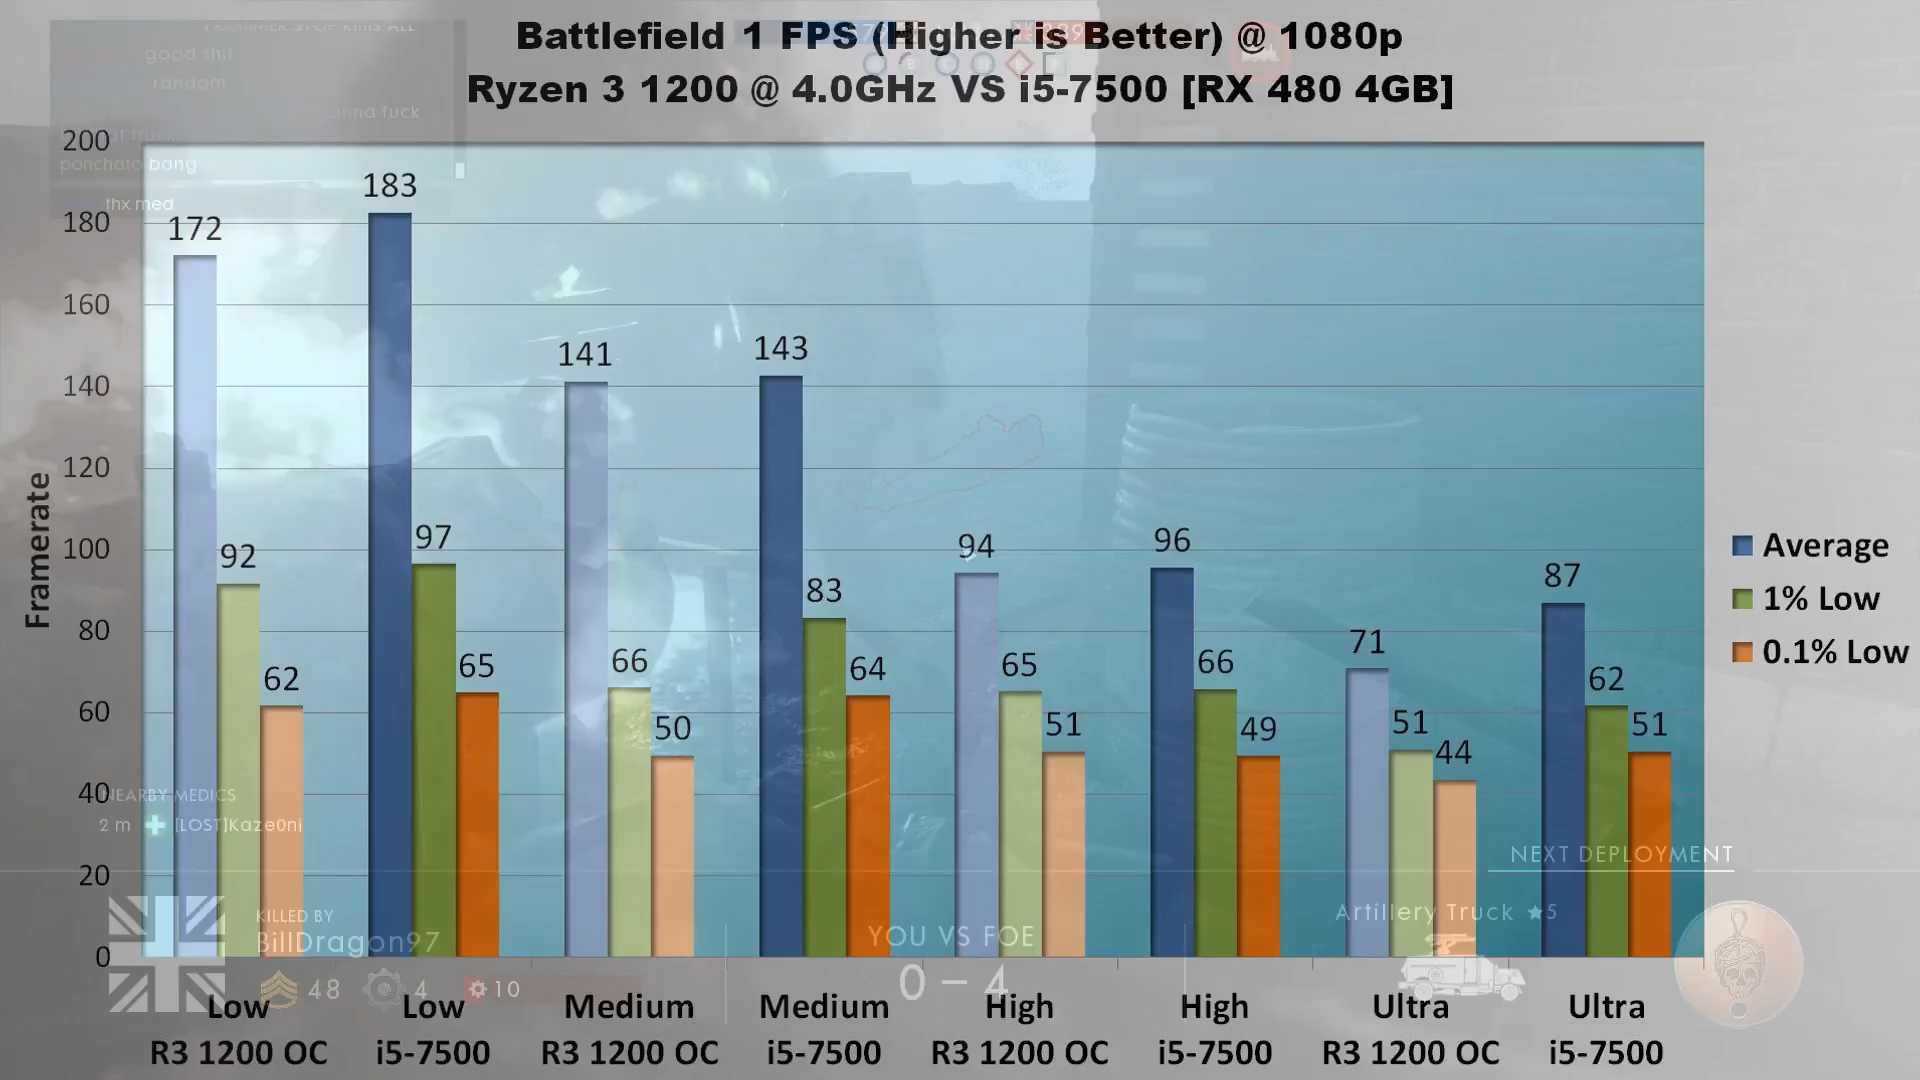 Battlefield 1 FPS (Higher is Better) @ 1080p
Ryzen 3 1200 @ 4.0GHz VS i5-7500 [RX 480 4GB]
good shit
random
ponchato bang
thx med
Framerate
200
180
160
140
120
100
80
60
40
20
0
172
92
62
183
97
65
141
66
50
143
83
64
94
65
51
96
66
49
71
51
44
87
62
51
Average
1% Low
0.1% Low
NEARBY MEDICS
2 m [LOST]Kaze0ni
NEXT DEPLOYMENT
KILLED BY
BillDragon97
48 4 10
YOU VS FOE
0 – 4
Artillery Truck ★5
Low
R3 1200 OC
Low
i5-7500
Medium
R3 1200 OC
Medium
i5-7500
High
R3 1200 OC
High
i5-7500
Ultra
R3 1200 OC
Ultra
i5-7500